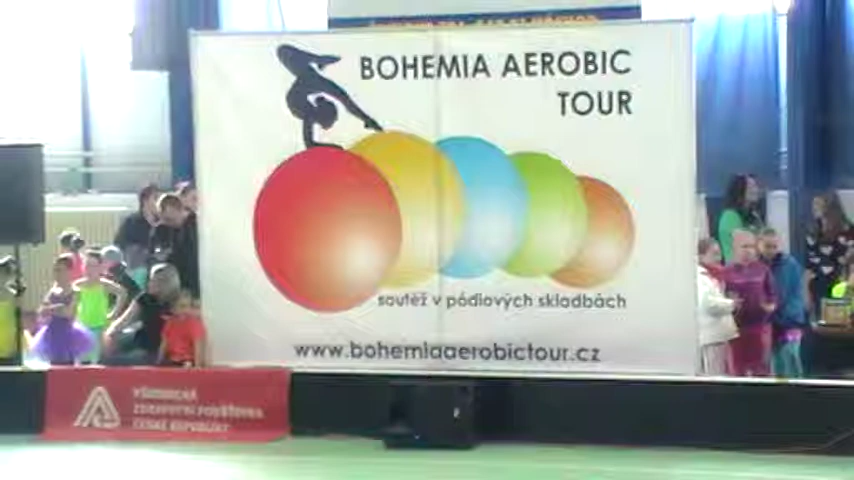 BOHEMIA AEROBIC
TOUR
soutěž v pódiových skladbách
www.bohemiaaerobictour.cz
VŠEOBECNÁ
ZDRAVOTNÍ POJIŠŤOVNA
ČESKÉ REPUBLIKY